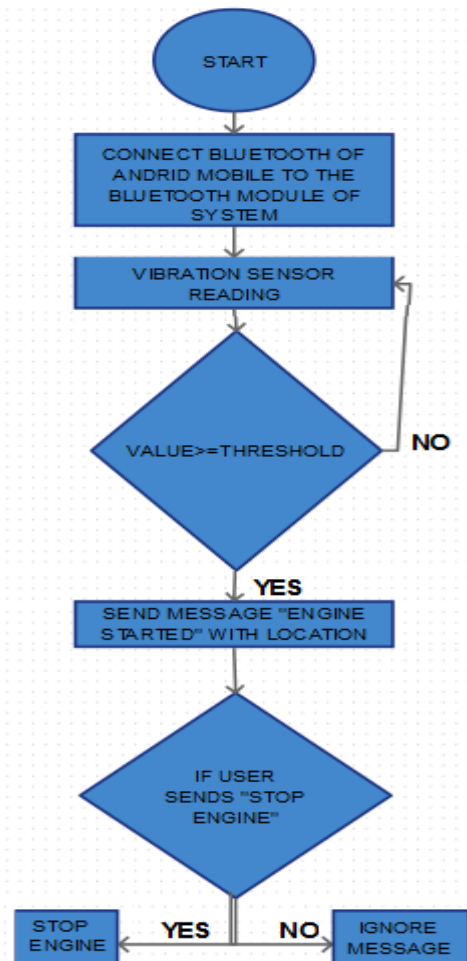 START
CONNECT BLUETOOTH OF
ANDRID MOBILE TO THE
BLUETOOTH MODULE OF
SYSTEM
VIBRATION SENSOR
READING
VALUE>=THRESHOLD
NO
YES
SEND MESSAGE "ENGINE
STARTED" WITH LOCATION
IF USER
SENDS "STOP
ENGINE"
STOP
ENGINE
YES
NO
IGNORE
MESSAGE